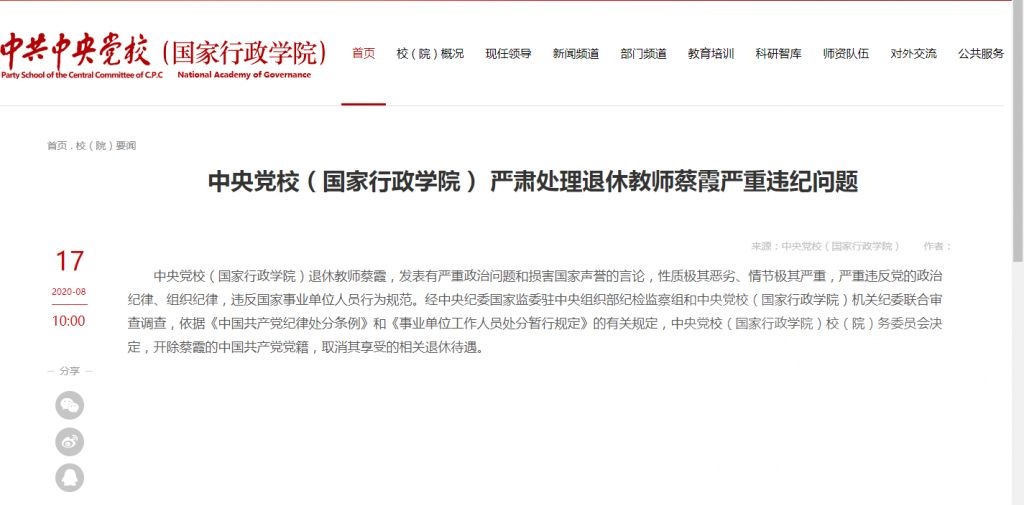 中共中央党校(国家行政学院)
Party School of the Central Committee of C.P.C National Academy of Governance
首页 校(院)概况 现任领导 新闻频道 部门频道 教育培训 科研智库 师资队伍 对外交流 公共服务
首页 . 校(院)要闻
中央党校(国家行政学院) 严肃处理退休教师蔡霞严重违纪问题
来源:中央党校(国家行政学院) 作者:
17
2020-08
10:00
分享
中央党校(国家行政学院)退休教师蔡霞,发表有严重政治问题和损害国家声誉的言论,性质极其恶劣、情节极其严重,严重违反党的政治
纪律、组织纪律,违反国家事业单位人员行为规范。经中央纪委国家监委驻中央组织部纪检监察组和中央党校(国家行政学院)机关纪委联合审
查调查,依据《中国共产党纪律处分条例》和《事业单位工作人员处分暂行规定》的有关规定,中央党校(国家行政学院)校(院)务委员会决
定,开除蔡霞的中国共产党党籍,取消其享受的相关退休待遇。